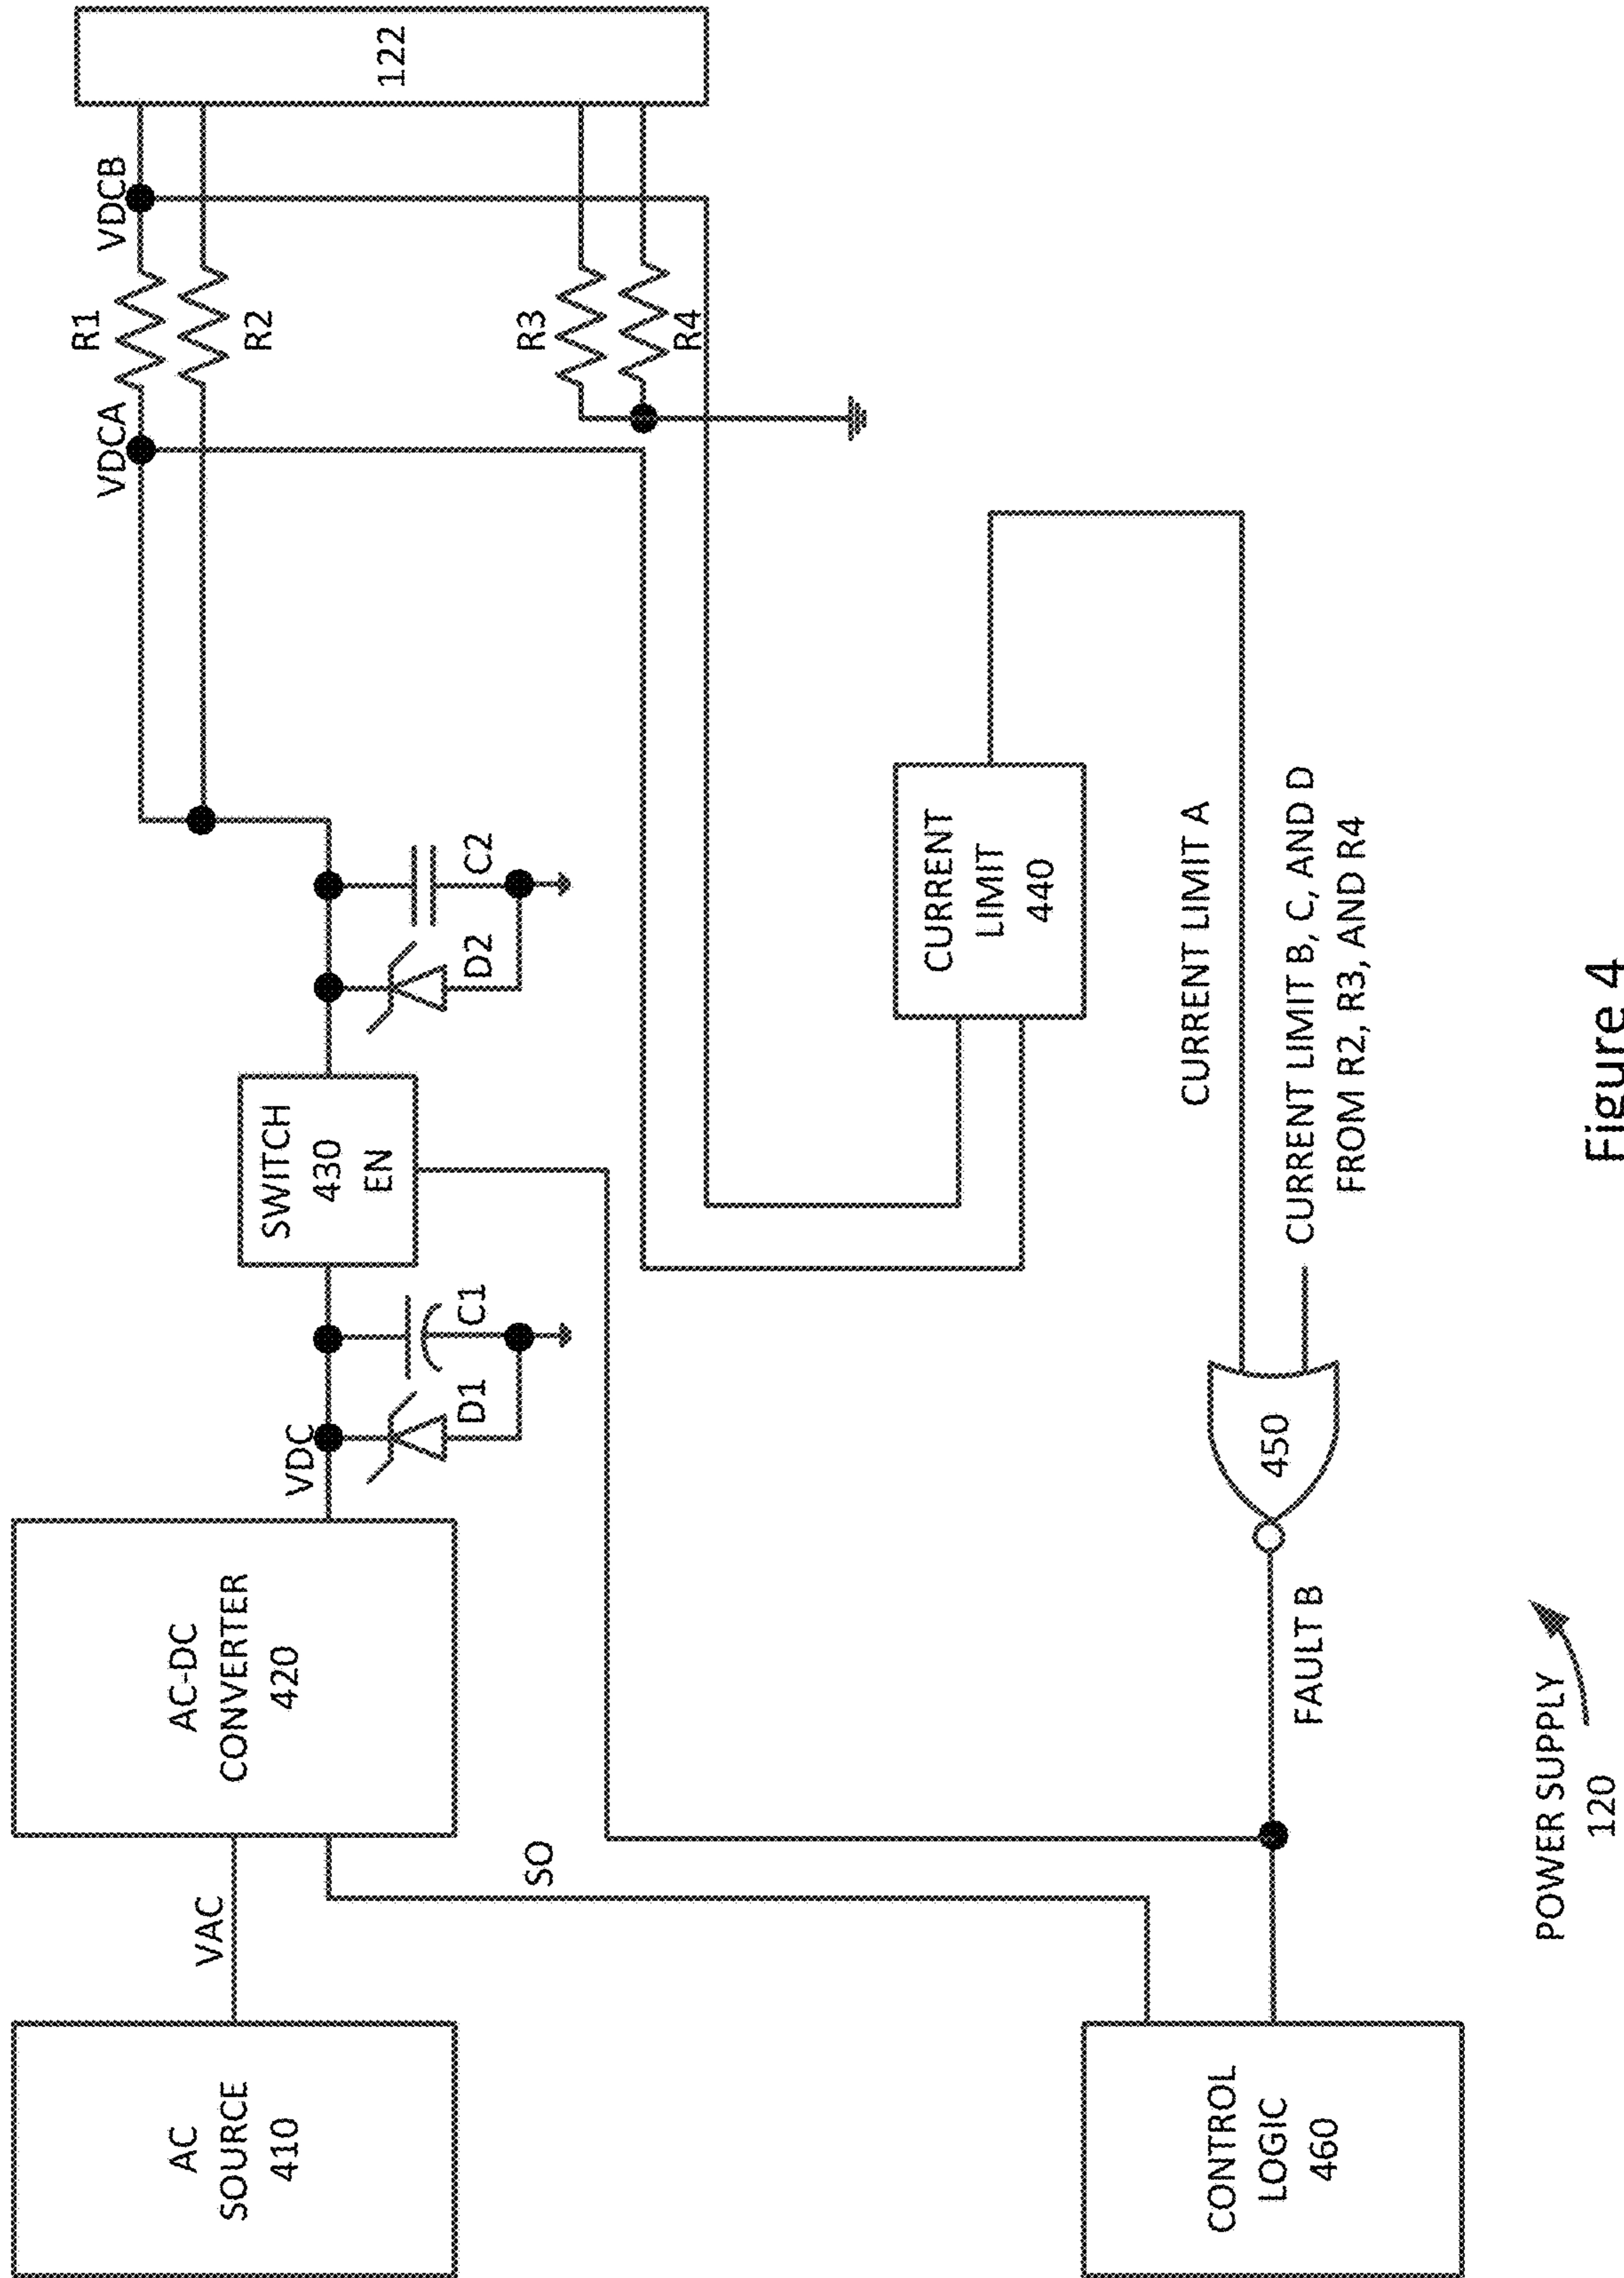 AC
SOURCE
410
VAC
AC-DC
CONVERTER
420
VDC
D1
C1
SWITCH
430
EN
D2
C2
VDCA
R1
VDCB
R2
R3
R4
122
SO
CURRENT
LIMIT
440
CURRENT LIMIT A
CURRENT LIMIT B, C, AND D
FROM R2, R3, AND R4
450
FAULT B
CONTROL
LOGIC
460
POWER SUPPLY
120
Figure 4